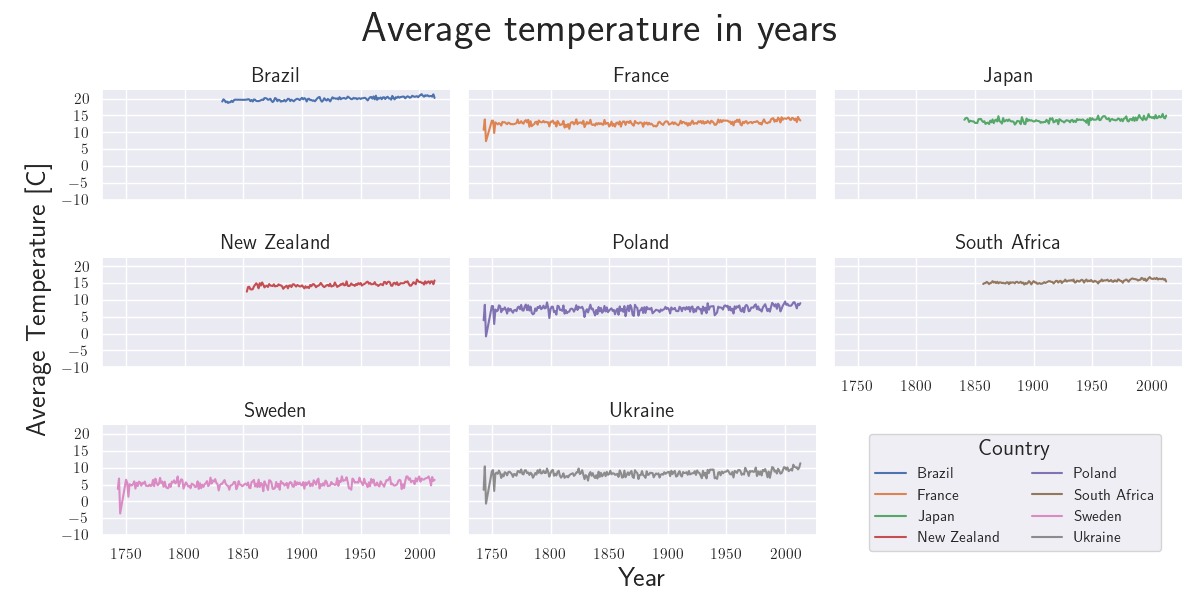 Average temperature in years
Brazil
France
Japan
20
15
10
5
0
−5
−10
New Zealand
Poland
South Africa
20
15
10
5
0
−5
−10
1750 1800 1850 1900 1950 2000
Average Temperature [C]
Sweden
Ukraine
20
15
10
5
0
−5
−10
1750 1800 1850 1900 1950 2000
1750 1800 1850 1900 1950 2000
Year
Country
Brazil
France
Japan
New Zealand
Poland
South Africa
Sweden
Ukraine